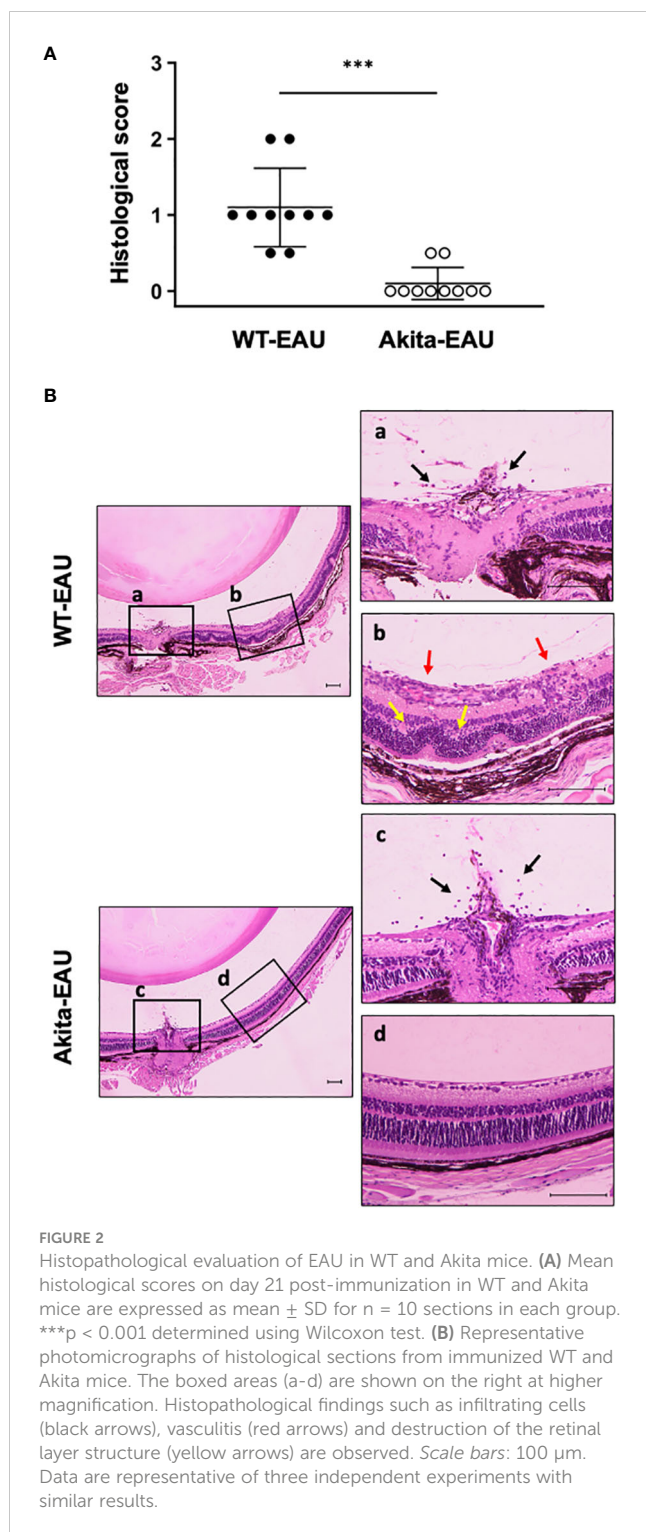 A
***
3
2
1
0
Histological score
WT-EAU
Akita-EAU
B
WT-EAU
a
b
a
b
Akita-EAU
c
d
c
d
FIGURE 2
Histopathological evaluation of EAU in WT and Akita mice. (A) Mean
histological scores on day 21 post-immunization in WT and Akita
mice are expressed as mean ± SD for n = 10 sections in each group.
***p < 0.001 determined using Wilcoxon test. (B) Representative
photomicrographs of histological sections from immunized WT and
Akita mice. The boxed areas (a-d) are shown on the right at higher
magnification. Histopathological findings such as infiltrating cells
(black arrows), vasculitis (red arrows) and destruction of the retinal
layer structure (yellow arrows) are observed. Scale bars: 100 µm.
Data are representative of three independent experiments with
similar results.